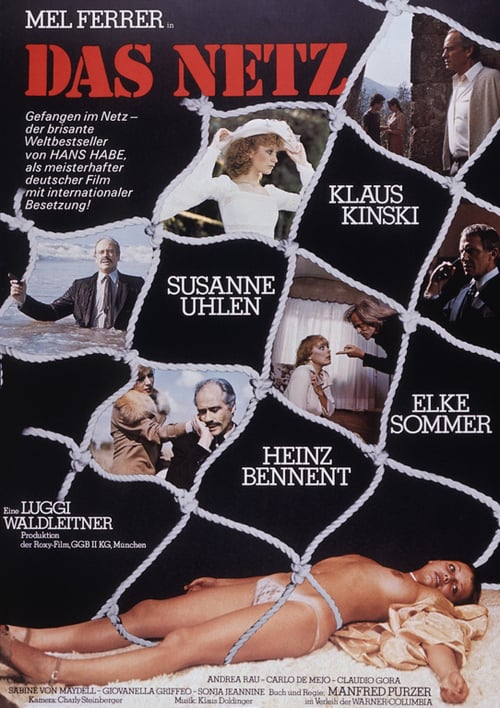 MEL FERRER in
DAS NETZ
Gefangen im Netz –
der brisante
Weltbestseller
von HANS HABE,
als meisterhafter
deutscher Film
mit internationaler
Besetzung!
KLAUS
KINSKI
SUSANNE
UHLEN
ELKE
SOMMER
HEINZ
BENNENT
Eine LUGGI
WALDLEITNER
Produktion
der Roxy-Film, GGB II KG, München
ANDREA RAU – CARLO DE MEJO – CLAUDIO GORA
SABINE VON MAYDELL – GIOVANELLA GRIFFEO – SONJA JEANNINE Buch und Regie: MANFRED PURZER
Kamera: Charly Steinberger Musik: Klaus Doldinger im Verleih der WARNER-COLUMBIA